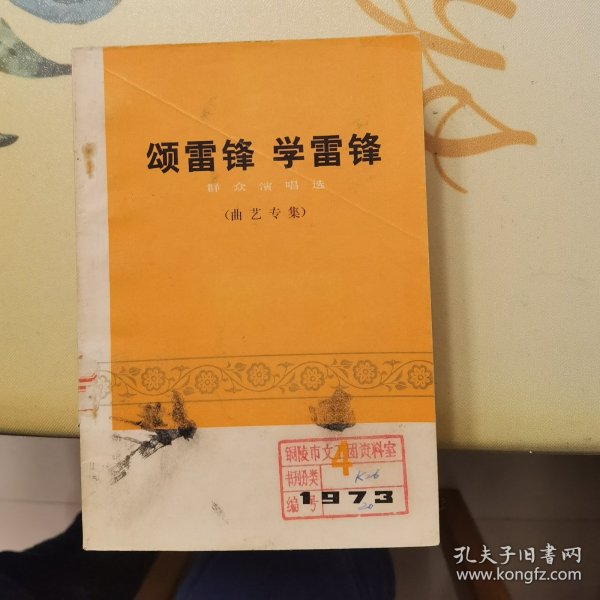 颂雷锋 学雷锋
群众演唱选
(曲艺专集)
铜陵市文工团资料室
4
书刊分类 K26
编号 20
1973
孔夫子旧书网
www.kongfz.com